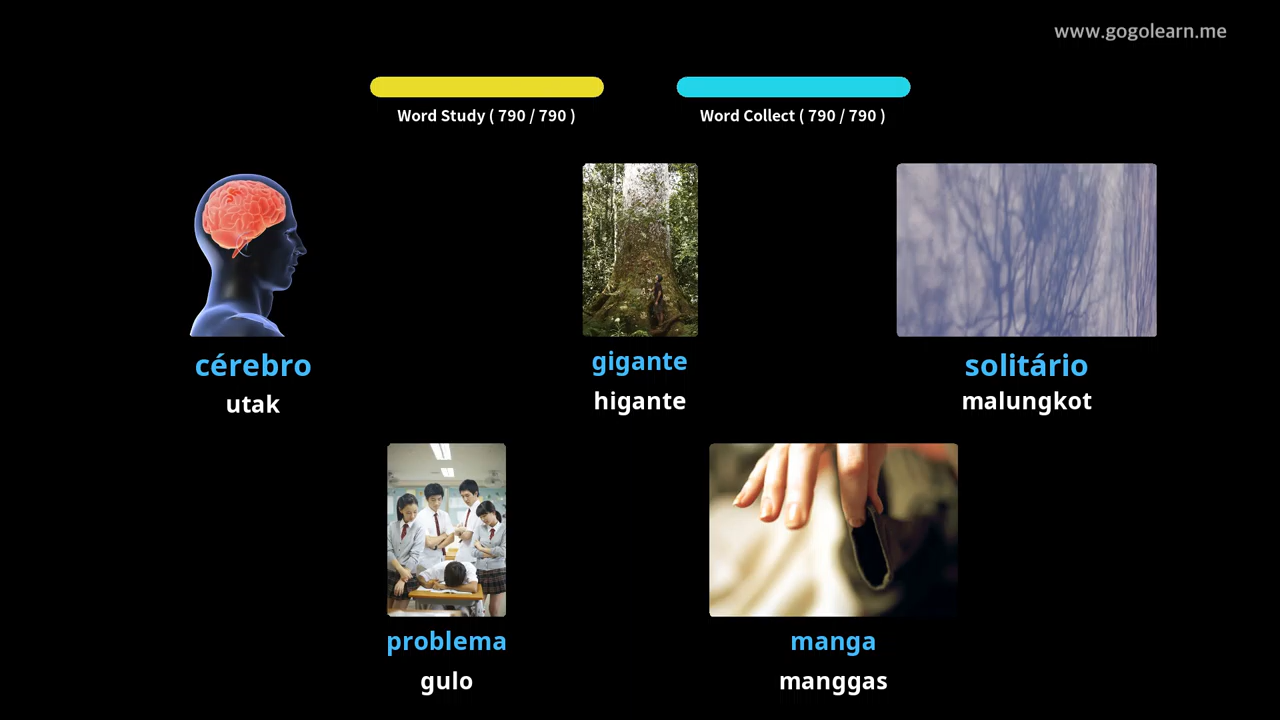 www.gogolearn.me
Word Study ( 790 / 790 )
Word Collect ( 790 / 790 )
cérebro
utak
gigante
higante
solitário
malungkot
problema
gulo
manga
manggas